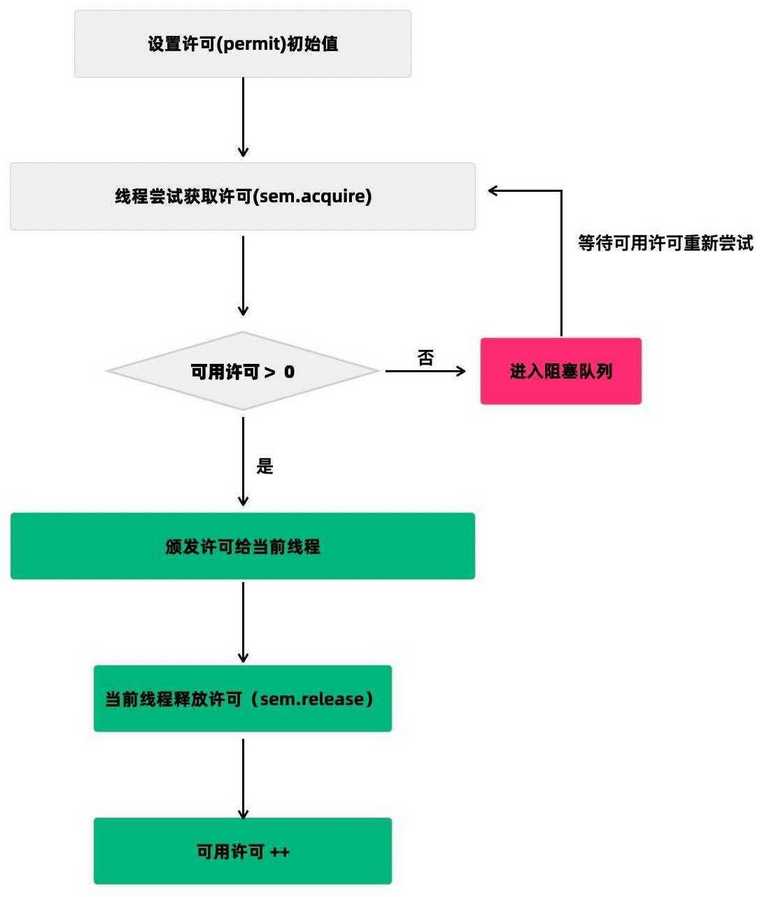 设置许可(permit)初始值
线程尝试获取许可(sem.acquire)
等待可用许可重新尝试
可用许可 > 0
否
进入阻塞队列
是
颁发许可给当前线程
当前线程释放许可（sem.release）
可用许可 ++